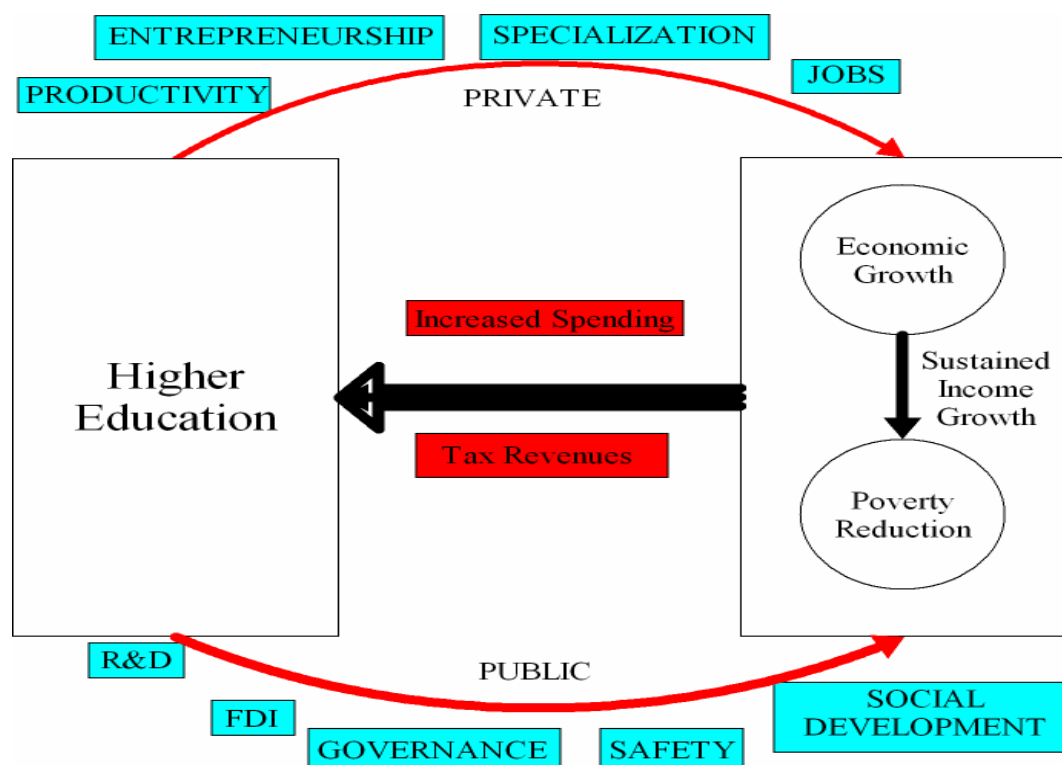 ENTREPRENEURSHIP
SPECIALIZATION
JOBS
PRODUCTIVITY
PRIVATE
Economic
Growth
Increased Spending
Higher
Education
Sustained
Income
Growth
Tax Revenues
Poverty
Reduction
R&D
PUBLIC
FDI
SOCIAL
DEVELOPMENT
GOVERNANCE
SAFETY